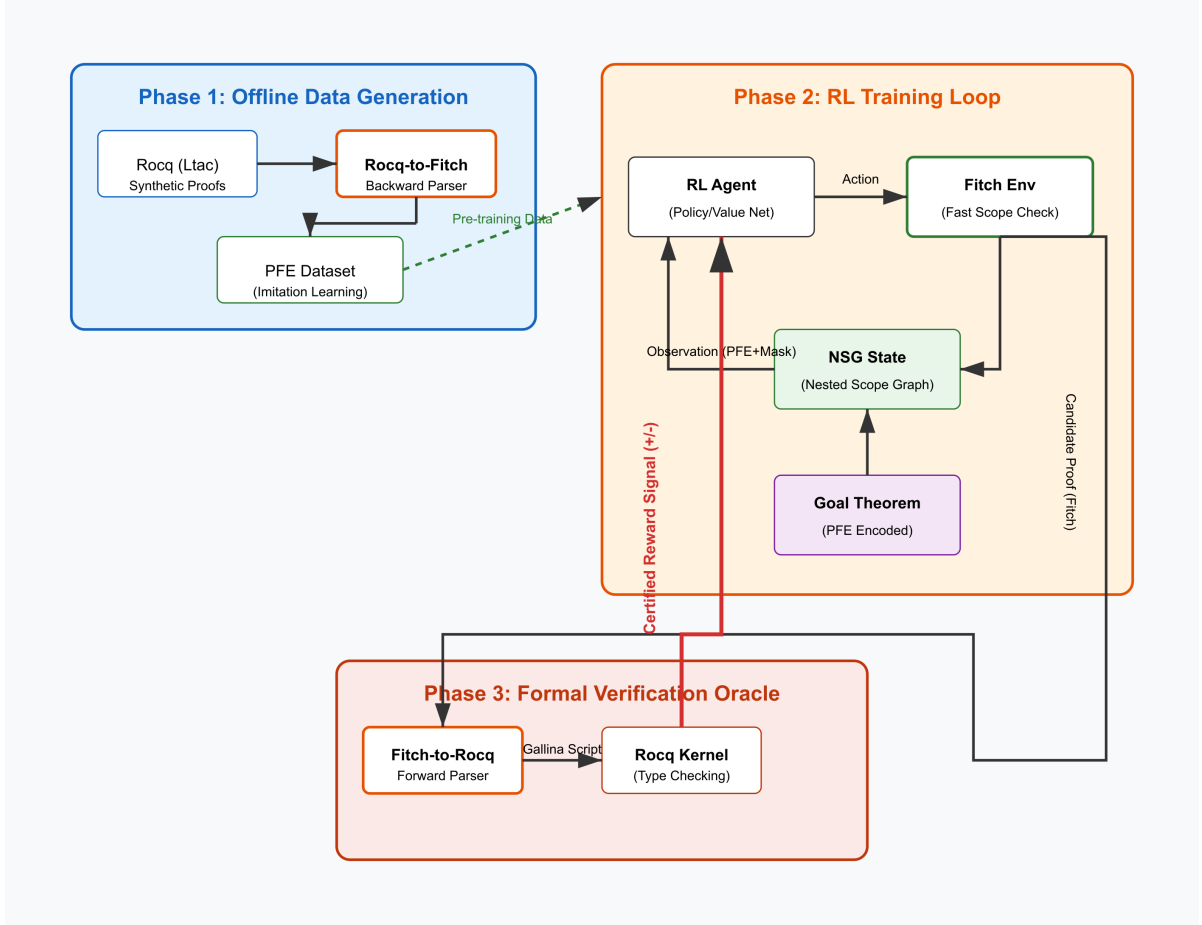 Phase 1: Offline Data Generation
Rocq (Ltac)
Synthetic Proofs
Rocq-to-Fitch
Backward Parser
Pre-training Data
PFE Dataset
(Imitation Learning)
Phase 2: RL Training Loop
RL Agent
(Policy/Value Net)
Action
Fitch Env
(Fast Scope Check)
Observation (PFE+Mask)
NSG State
(Nested Scope Graph)
Goal Theorem
(PFE Encoded)
Candidate Proof (Fitch)
Certified Reward Signal (+/-)
Phase 3: Formal Verification Oracle
Fitch-to-Rocq
Forward Parser
Gallina Script
Rocq Kernel
(Type Checking)